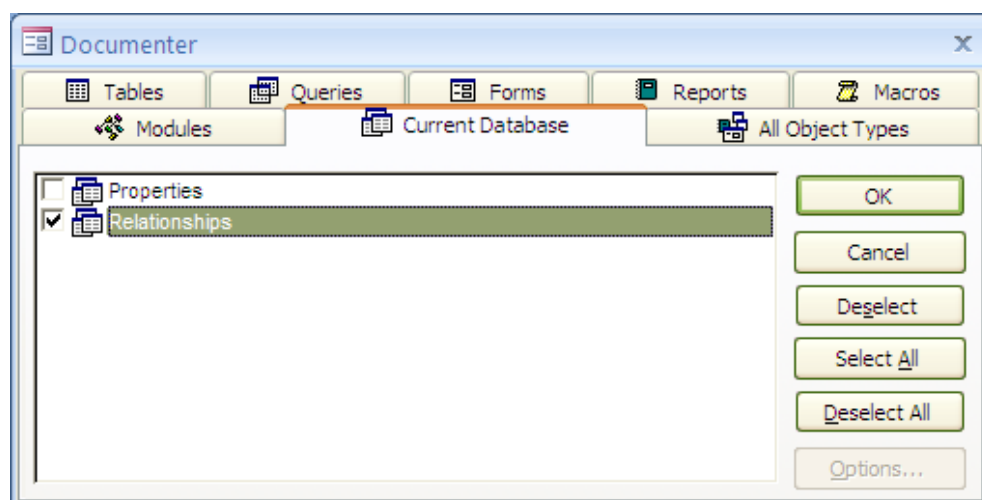 Documenter
Tables Queries Forms Reports Macros
Modules Current Database All Object Types
Properties
Relationships
OK
Cancel
Deselect
Select All
Deselect All
Options...